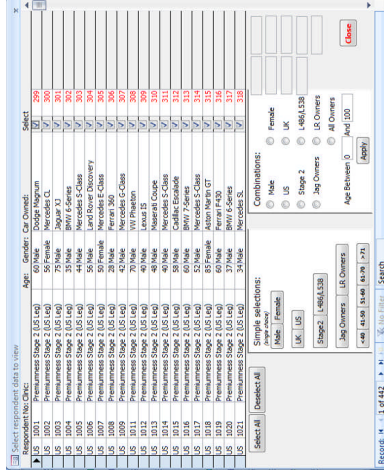 Select respondent data to view
Respondent No: Clinic: Age: Gender: Car Owned: Select
US 1001 Premiumness Stage 2 (US Leg) 60 Male Dodge Magnum 299
US 1002 Premiumness Stage 2 (US Leg) 56 Female Mercedes CL 300
US 1003 Premiumness Stage 2 (US Leg) 75 Male Jaguar XJ 301
US 1004 Premiumness Stage 2 (US Leg) 35 Male BMW 6-Series 302
US 1005 Premiumness Stage 2 (US Leg) 44 Male Mercedes S-Class 303
US 1006 Premiumness Stage 2 (US Leg) 56 Male Land Rover Discovery 304
US 1007 Premiumness Stage 2 (US Leg) 50 Male Mercedes E-Class 305
US 1008 Premiumness Stage 2 (US Leg) 28 Male Ferrari 360 306
US 1009 Premiumness Stage 2 (US Leg) 42 Male Mercedes G-Class 307
US 1011 Premiumness Stage 2 (US Leg) 70 Male VW Phaeton 308
US 1012 Premiumness Stage 2 (US Leg) 40 Male Lexus IS 309
US 1013 Premiumness Stage 2 (US Leg) 48 Male Maserati Coupe 310
US 1014 Premiumness Stage 2 (US Leg) 40 Male Mercedes S-Class 311
US 1015 Premiumness Stage 2 (US Leg) 58 Male Cadillac Escalade 312
US 1016 Premiumness Stage 2 (US Leg) 60 Male BMW 7-Series 313
US 1017 Premiumness Stage 2 (US Leg) 52 Male Mercedes S-Class 314
US 1018 Premiumness Stage 2 (US Leg) 85 Female Aston Martin GT 315
US 1019 Premiumness Stage 2 (US Leg) 60 Male Ferrari F430 316
US 1020 Premiumness Stage 2 (US Leg) 37 Male BMW 6-Series 317
US 1021 Premiumness Stage 2 (US Leg) 34 Male Mercedes SL 318
Select All Deselect All
Simple selections:
(single choice)
Male Female
UK US
Stage2 L486/L538
Jag Owners LR Owners
<40 41-50 51-60 61-70 >71
Combinations:
Male Female
US UK
Stage 2 L486/L538
Jag Owners LR Owners
All Owners
Age Between 0 And 100
Apply
Close
Record: 1 of 442 No Filter Search